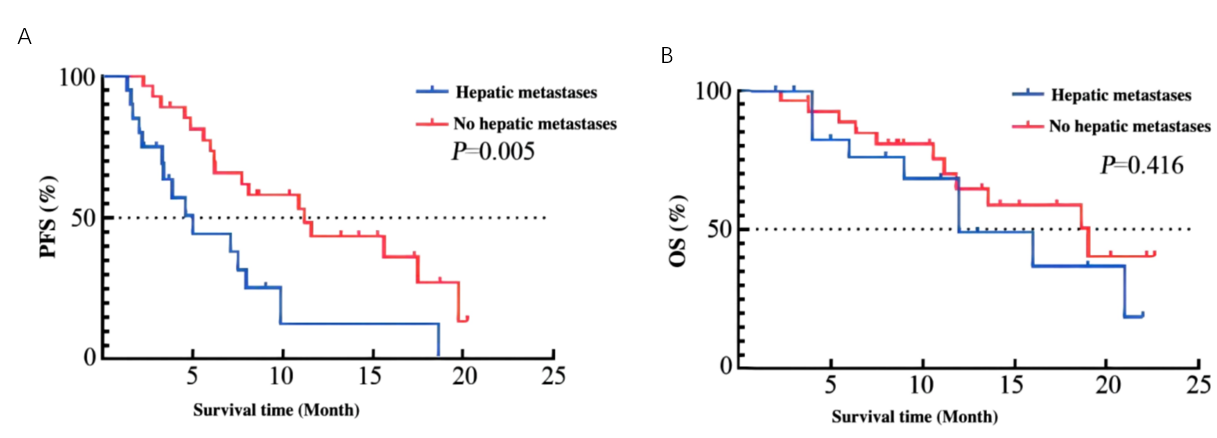 A
100
50
0
PFS (%)
Hepatic metastases
No hepatic metastases
P=0.005
5 10 15 20 25
Survival time (Month)
B
100
50
0
OS (%)
Hepatic metastases
No hepatic metastases
P=0.416
5 10 15 20 25
Survival time (Month)